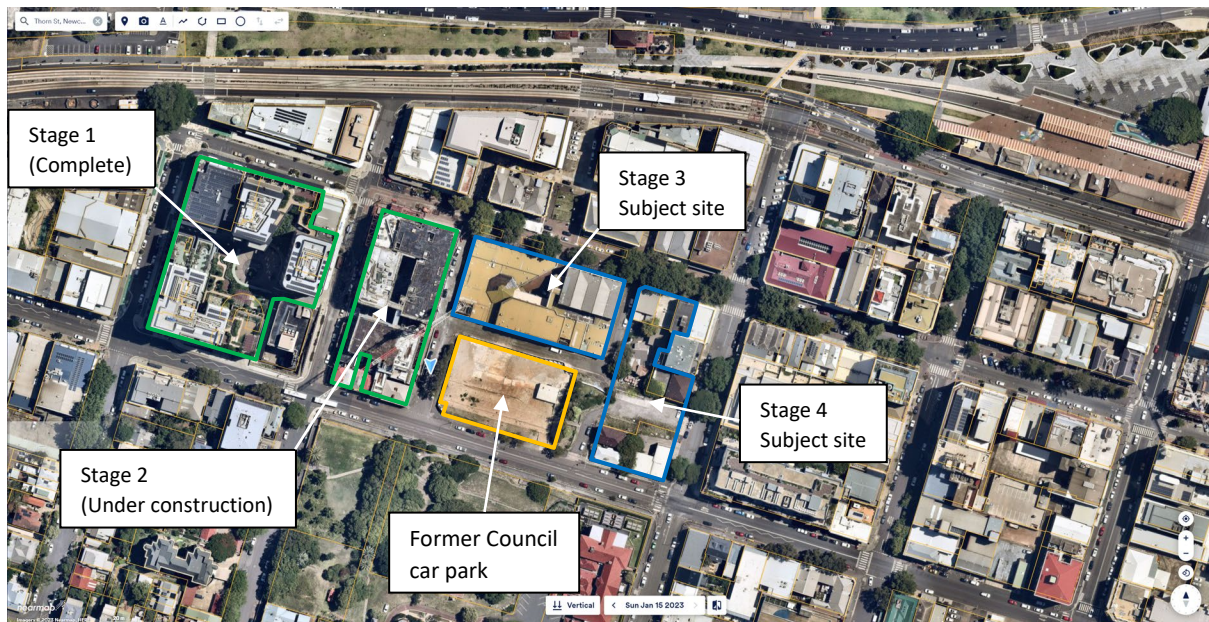 Thorn St, Newc...
Stage 1
(Complete)
Stage 3
Subject site
Stage 4
Subject site
Stage 2
(Under construction)
Former Council
car park
nearmap
Vertical
Sun Jan 15 2023